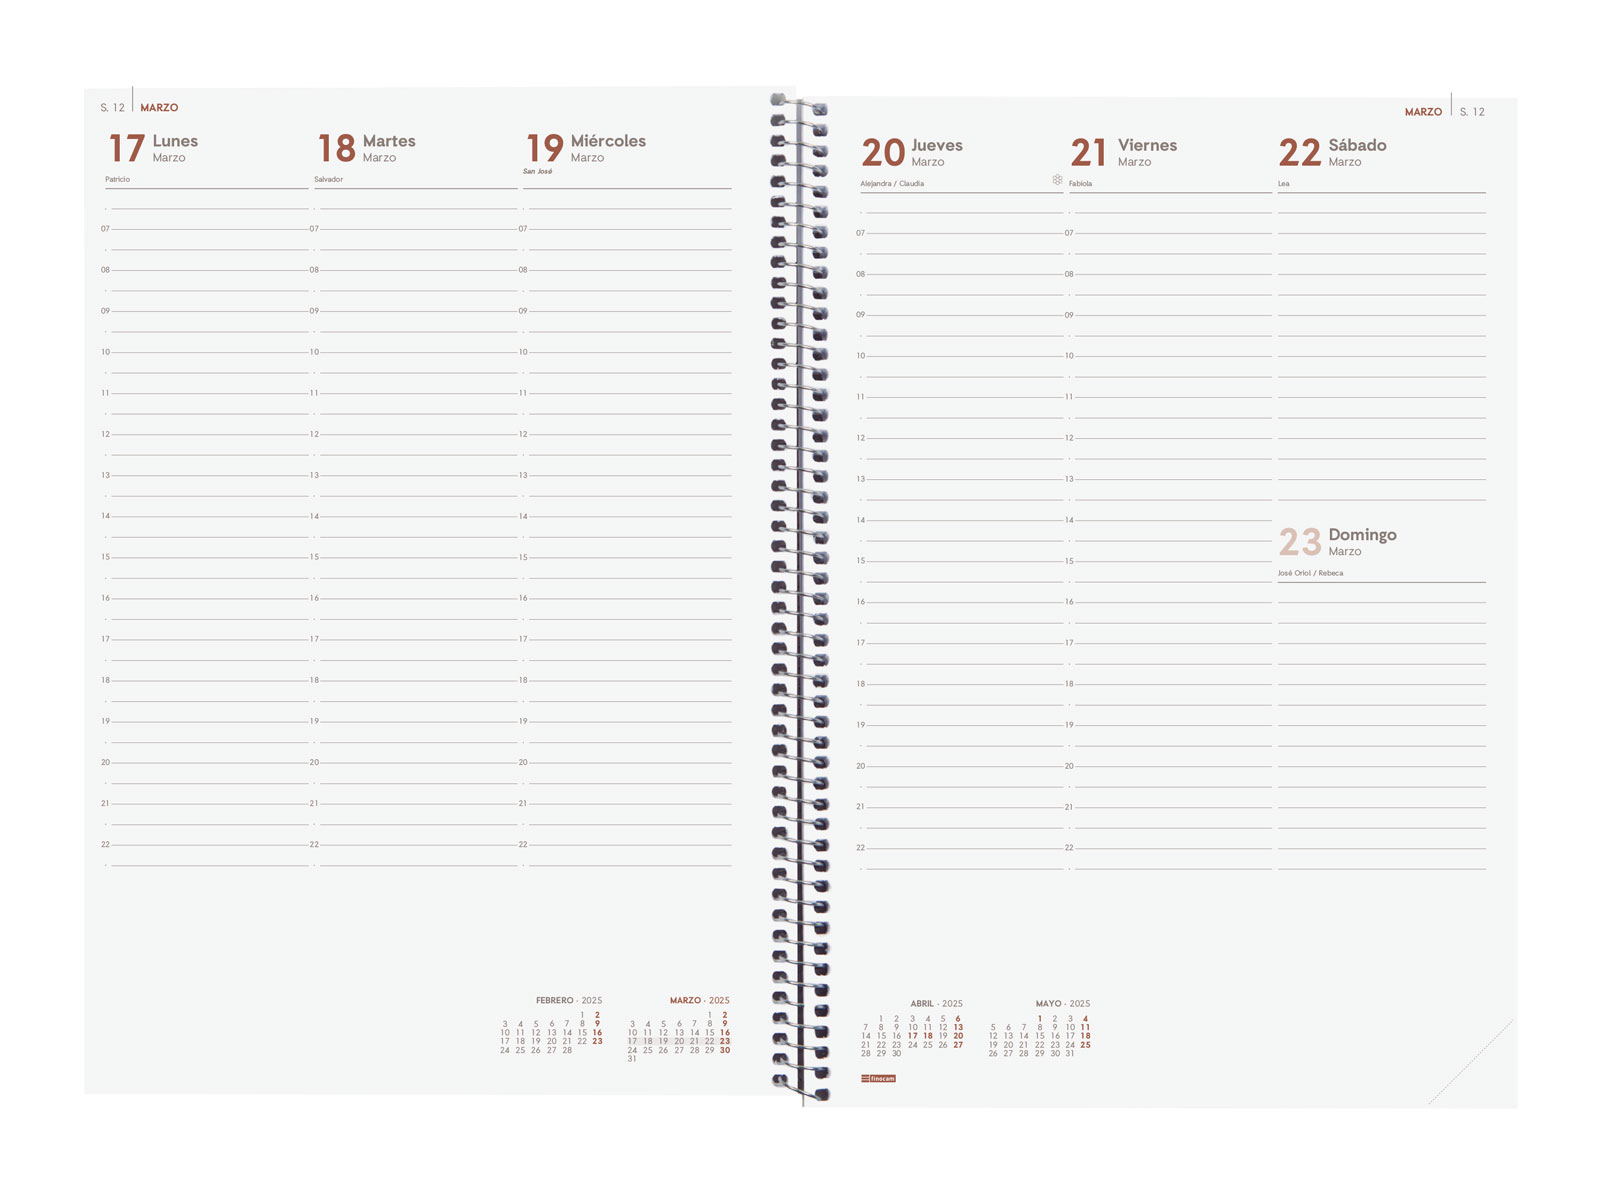 S. 12 MARZO
17 Lunes
Marzo
Patricio
18 Martes
Marzo
Salvador
19 Miércoles
Marzo
San José
07 07 07
08 08 08
09 09 09
10 10 10
11 11 11
12 12 12
13 13 13
14 14 14
15 15 15
16 16 16
17 17 17
18 18 18
19 19 19
20 20 20
21 21 21
22 22 22
FEBRERO · 2025
1 2
3 4 5 6 7 8 9
10 11 12 13 14 15 16
17 18 19 20 21 22 23
24 25 26 27 28
MARZO · 2025
1 2
3 4 5 6 7 8 9
10 11 12 13 14 15 16
17 18 19 20 21 22 23
24 25 26 27 28 29 30
31
MARZO S. 12
20 Jueves
Marzo
Alejandra / Claudia
21 Viernes
Marzo
Fabiola
22 Sábado
Marzo
Lea
07 07
08 08
09 09
10 10
11 11
12 12
13 13
14 14
15 15
16 16
17 17
18 18
19 19
20 20
21 21
22 22
23 Domingo
Marzo
José Oriol / Rebeca
ABRIL · 2025
1 2 3 4 5 6
7 8 9 10 11 12 13
14 15 16 17 18 19 20
21 22 23 24 25 26 27
28 29 30
MAYO · 2025
1 2 3 4
5 6 7 8 9 10 11
12 13 14 15 16 17 18
19 20 21 22 23 24 25
26 27 28 29 30 31
finocam